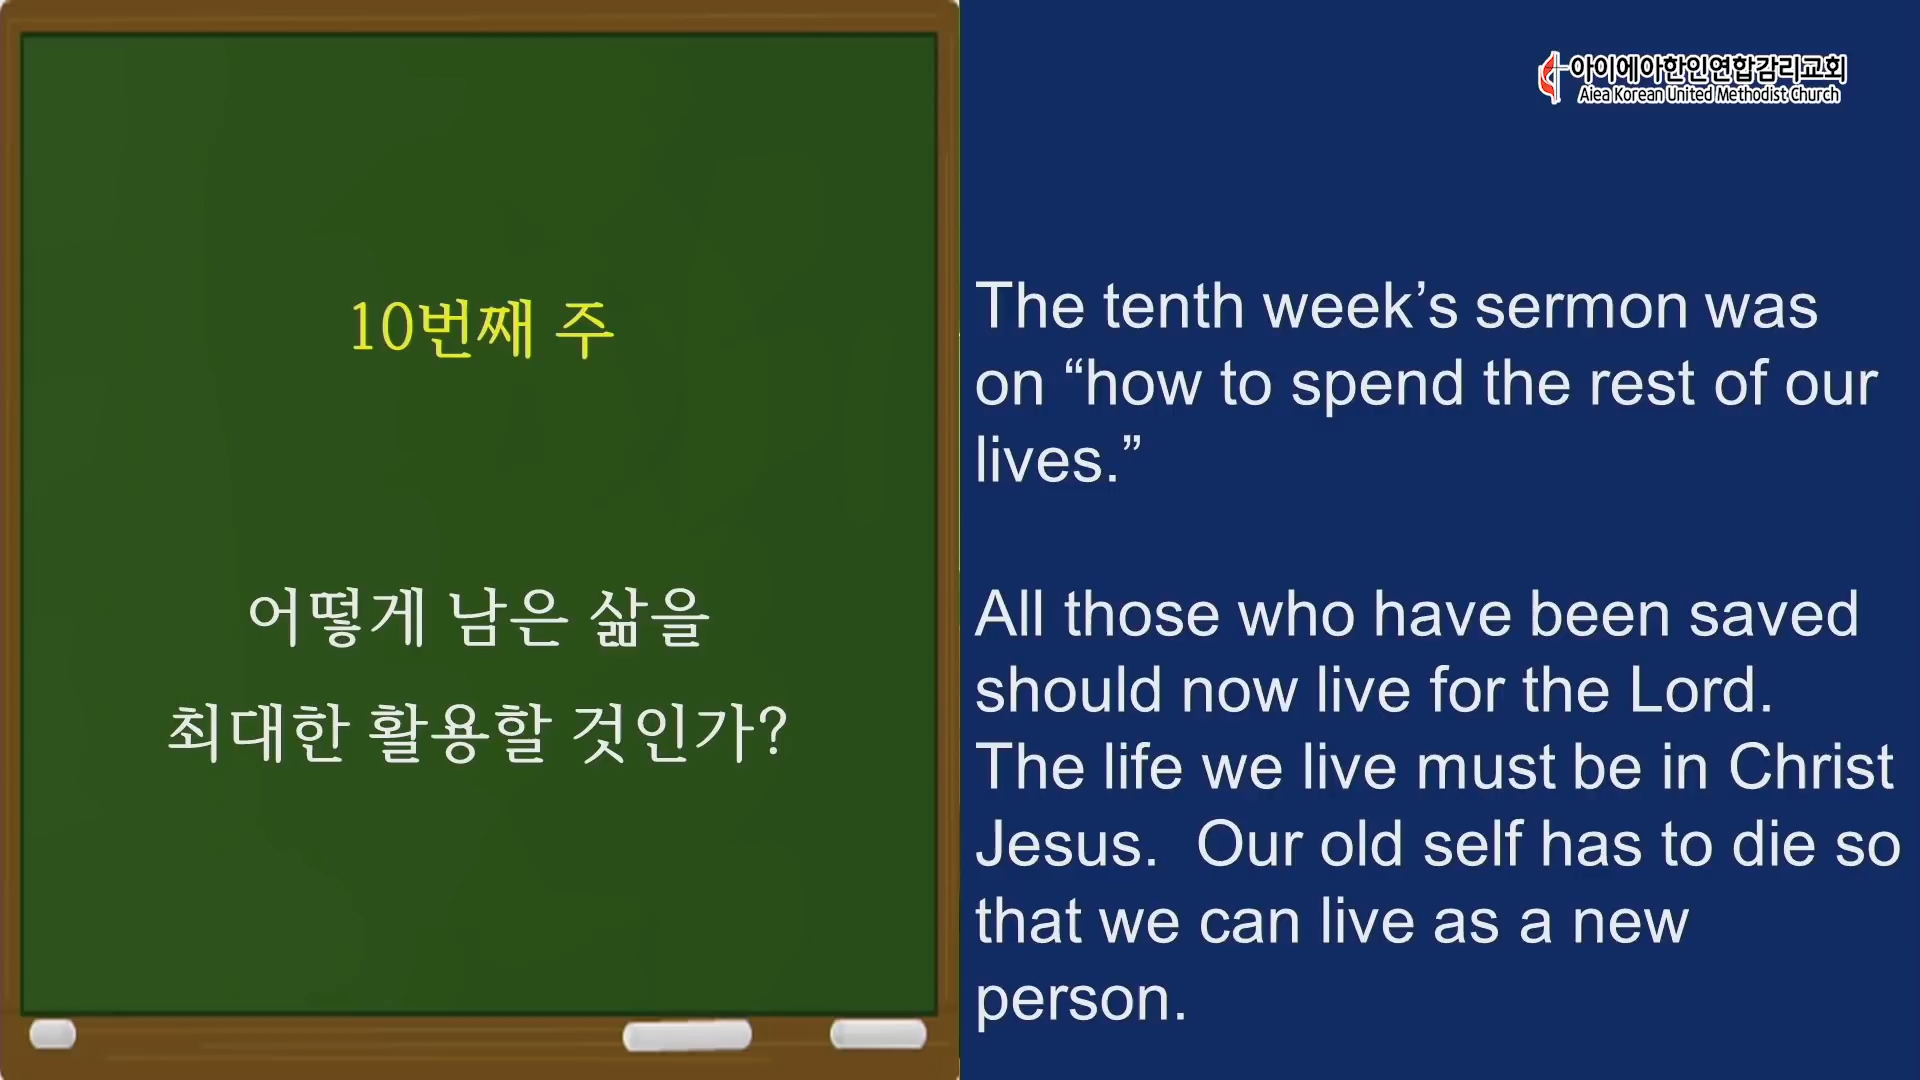 10번째 주
어떻게 남은 삶을
최대한 활용할 것인가?
아이에아한인연합감리교회
Aiea Korean United Methodist Church
The tenth week’s sermon was
on “how to spend the rest of our
lives.”
All those who have been saved
should now live for the Lord.
The life we live must be in Christ
Jesus.  Our old self has to die so
that we can live as a new
person.